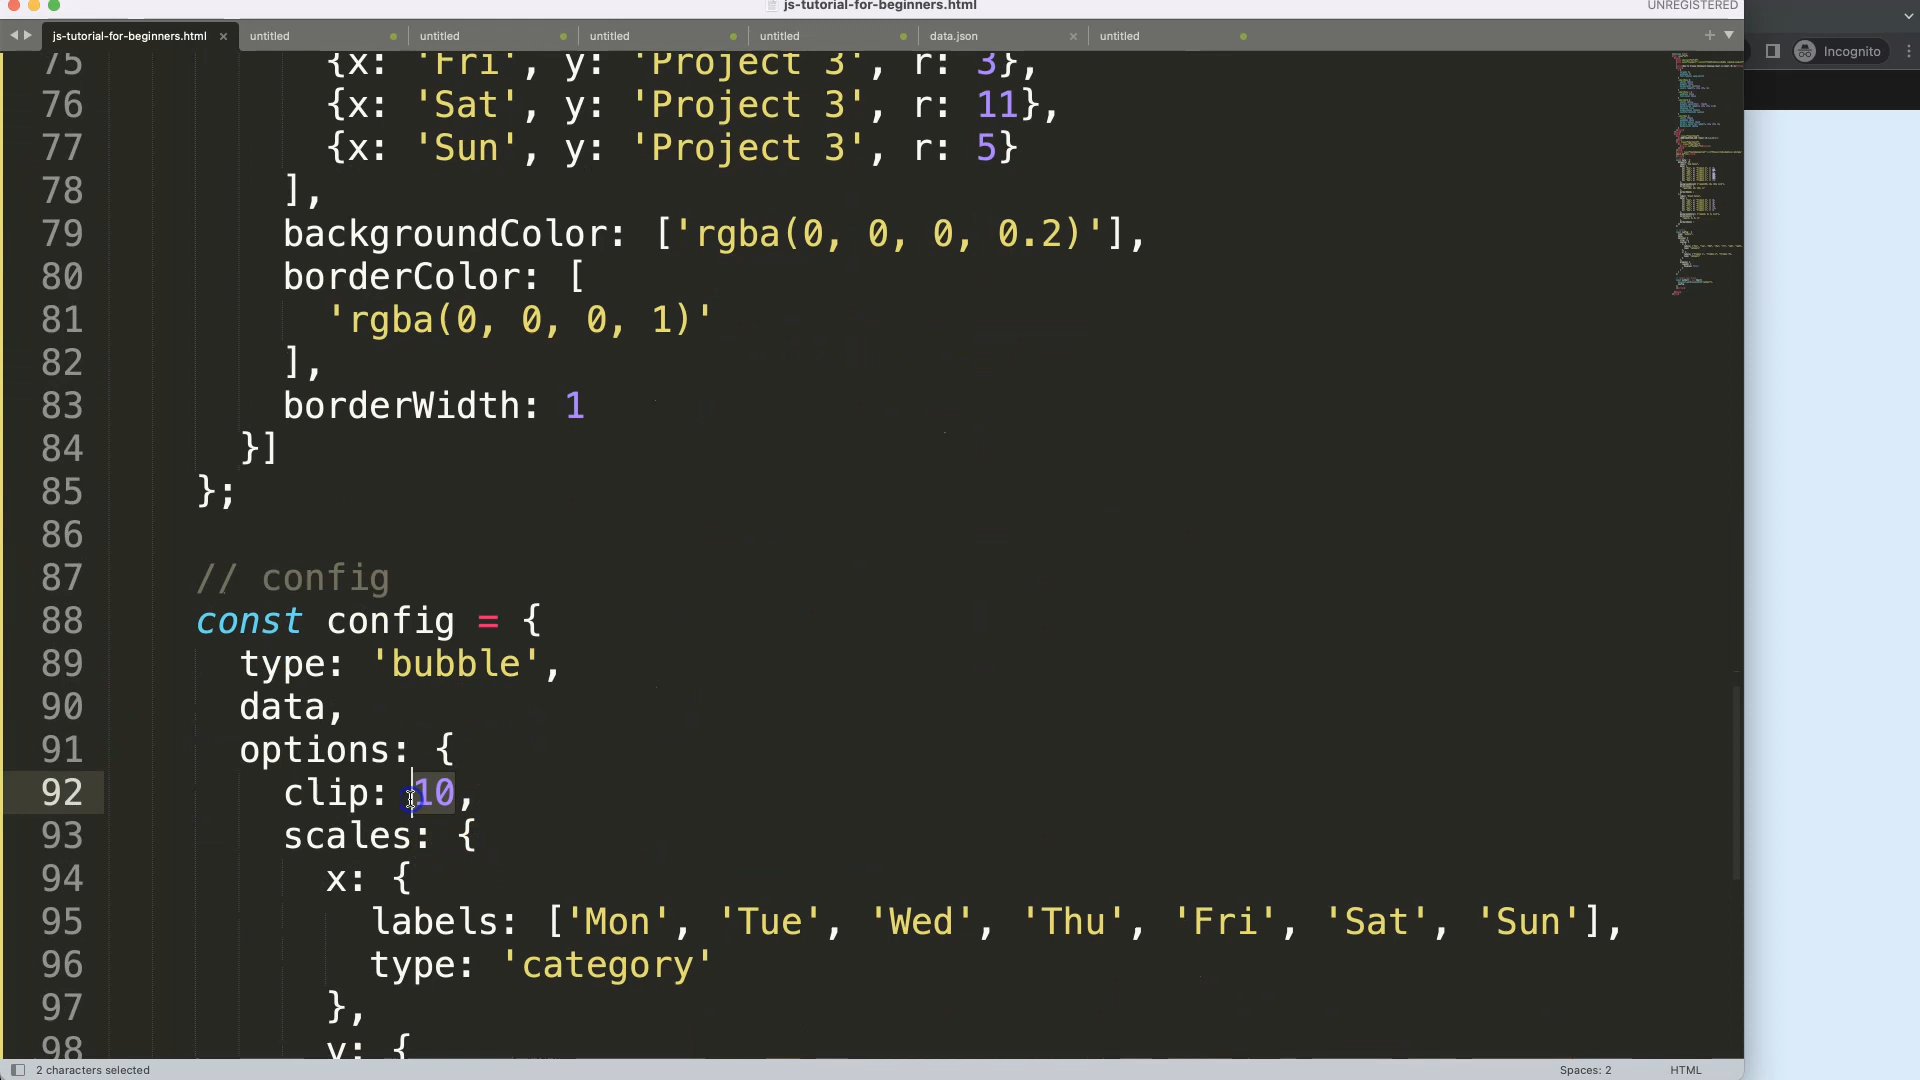 js-tutorial-for-beginners.html
UNREGISTERED
js-tutorial-for-beginners.html × untitled untitled untitled untitled data.json × untitled
Incognito
75 {x: 'Fri', y: 'Project 3', r: 3},
76 {x: 'Sat', y: 'Project 3', r: 11},
77 {x: 'Sun', y: 'Project 3', r: 5}
78 ],
79 backgroundColor: ['rgba(0, 0, 0, 0.2)'],
80 borderColor: [
81 'rgba(0, 0, 0, 1)'
82 ],
83 borderWidth: 1
84 }]
85 };
86
87 // config
88 const config = {
89 type: 'bubble',
90 data,
91 options: {
92 clip: 10,
93 scales: {
94 x: {
95 labels: ['Mon', 'Tue', 'Wed', 'Thu', 'Fri', 'Sat', 'Sun'],
96 type: 'category'
97 },
98 y: {
2 characters selected
Spaces: 2
HTML